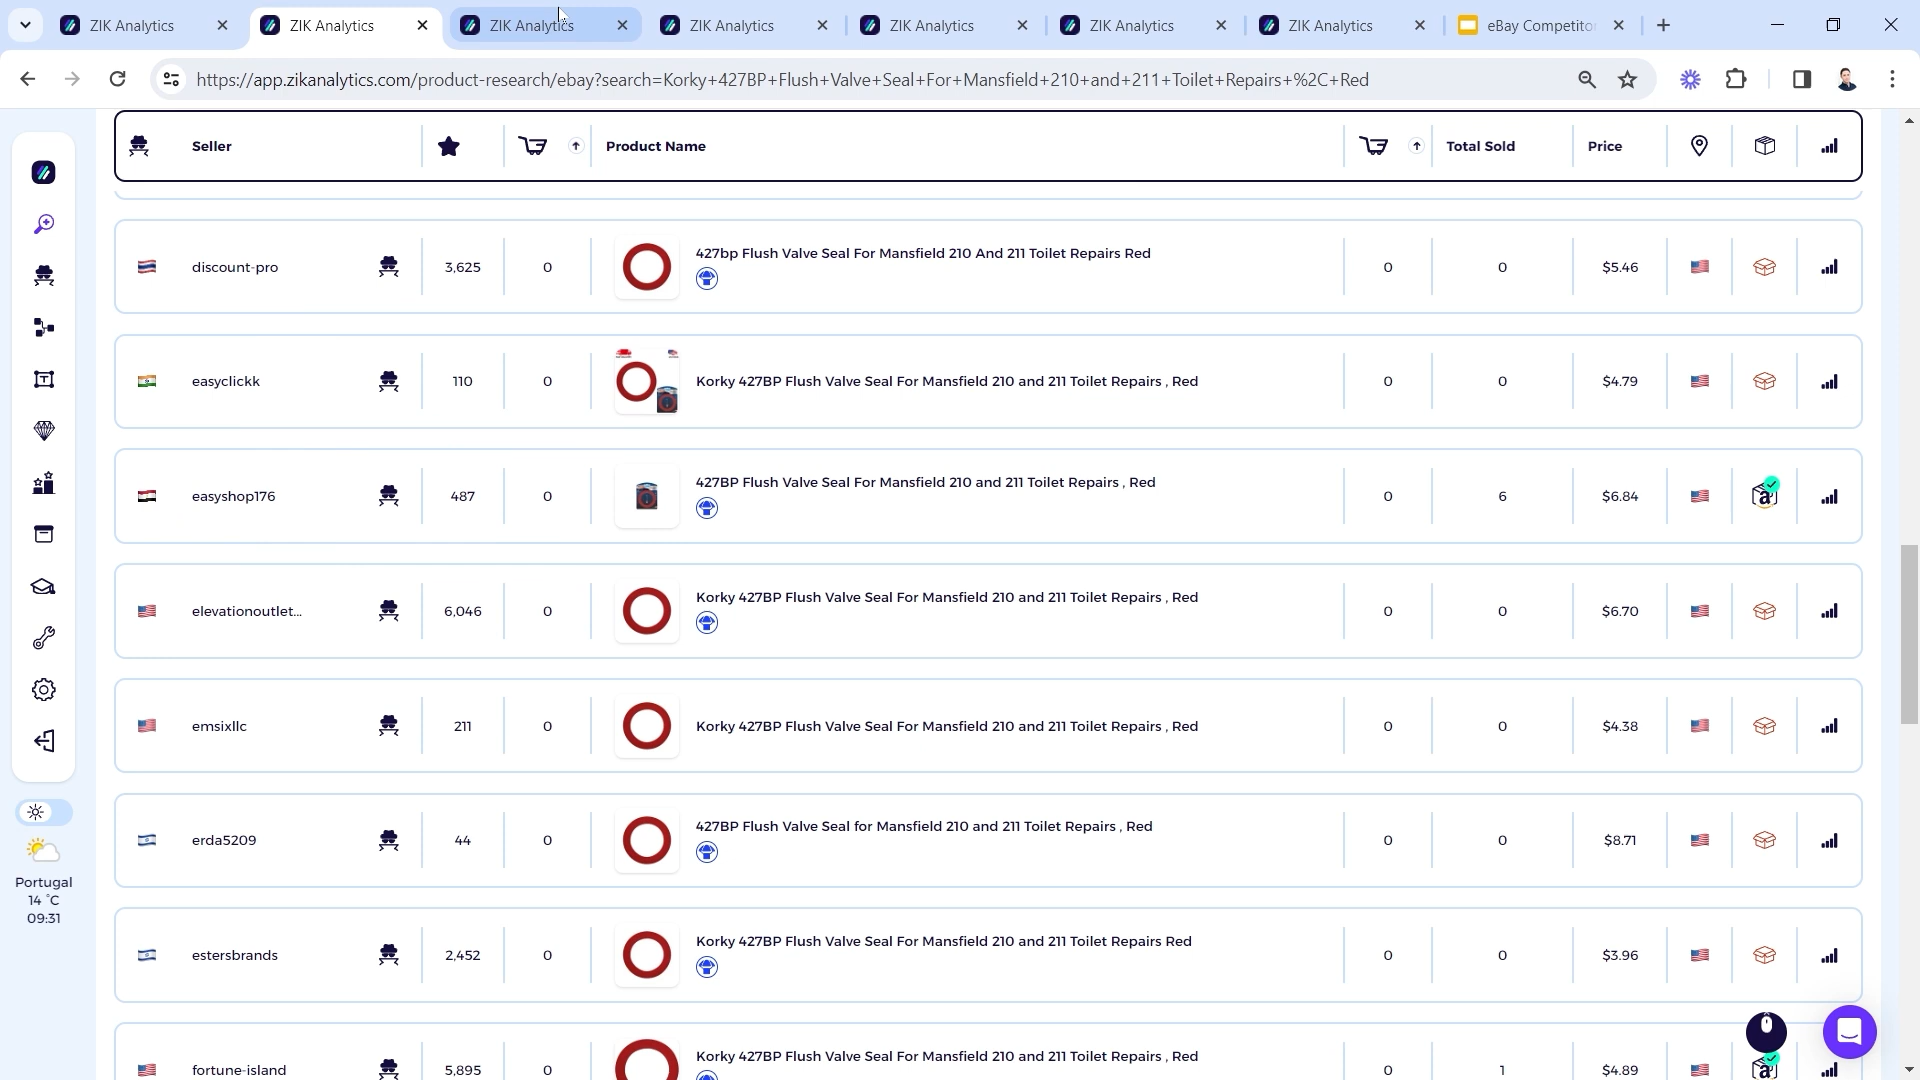 ZIK Analytics
ZIK Analytics
ZIK Analytics
ZIK Analytics
ZIK Analytics
ZIK Analytics
ZIK Analytics
eBay Competito
https://app.zikanalytics.com/product-research/ebay?search=Korky+427BP+Flush+Valve+Seal+For+Mansfield+210+and+211+Toilet+Repairs+%2C+Red
Seller Product Name Total Sold Price
discount-pro 3,625 0 427bp Flush Valve Seal For Mansfield 210 And 211 Toilet Repairs Red 0 0 $5.46
easyclickk 110 0 Korky 427BP Flush Valve Seal For Mansfield 210 and 211 Toilet Repairs , Red 0 0 $4.79
easyshop176 487 0 427BP Flush Valve Seal For Mansfield 210 and 211 Toilet Repairs , Red 0 6 $6.84
elevationoutlet... 6,046 0 Korky 427BP Flush Valve Seal For Mansfield 210 and 211 Toilet Repairs , Red 0 0 $6.70
emsixllc 211 0 Korky 427BP Flush Valve Seal For Mansfield 210 and 211 Toilet Repairs , Red 0 0 $4.38
erda5209 44 0 427BP Flush Valve Seal for Mansfield 210 and 211 Toilet Repairs , Red 0 0 $8.71
estersbrands 2,452 0 Korky 427BP Flush Valve Seal For Mansfield 210 and 211 Toilet Repairs Red 0 0 $3.96
fortune-island 5,895 0 Korky 427BP Flush Valve Seal For Mansfield 210 and 211 Toilet Repairs , Red 0 1 $4.89
Portugal
14 °C
09:31